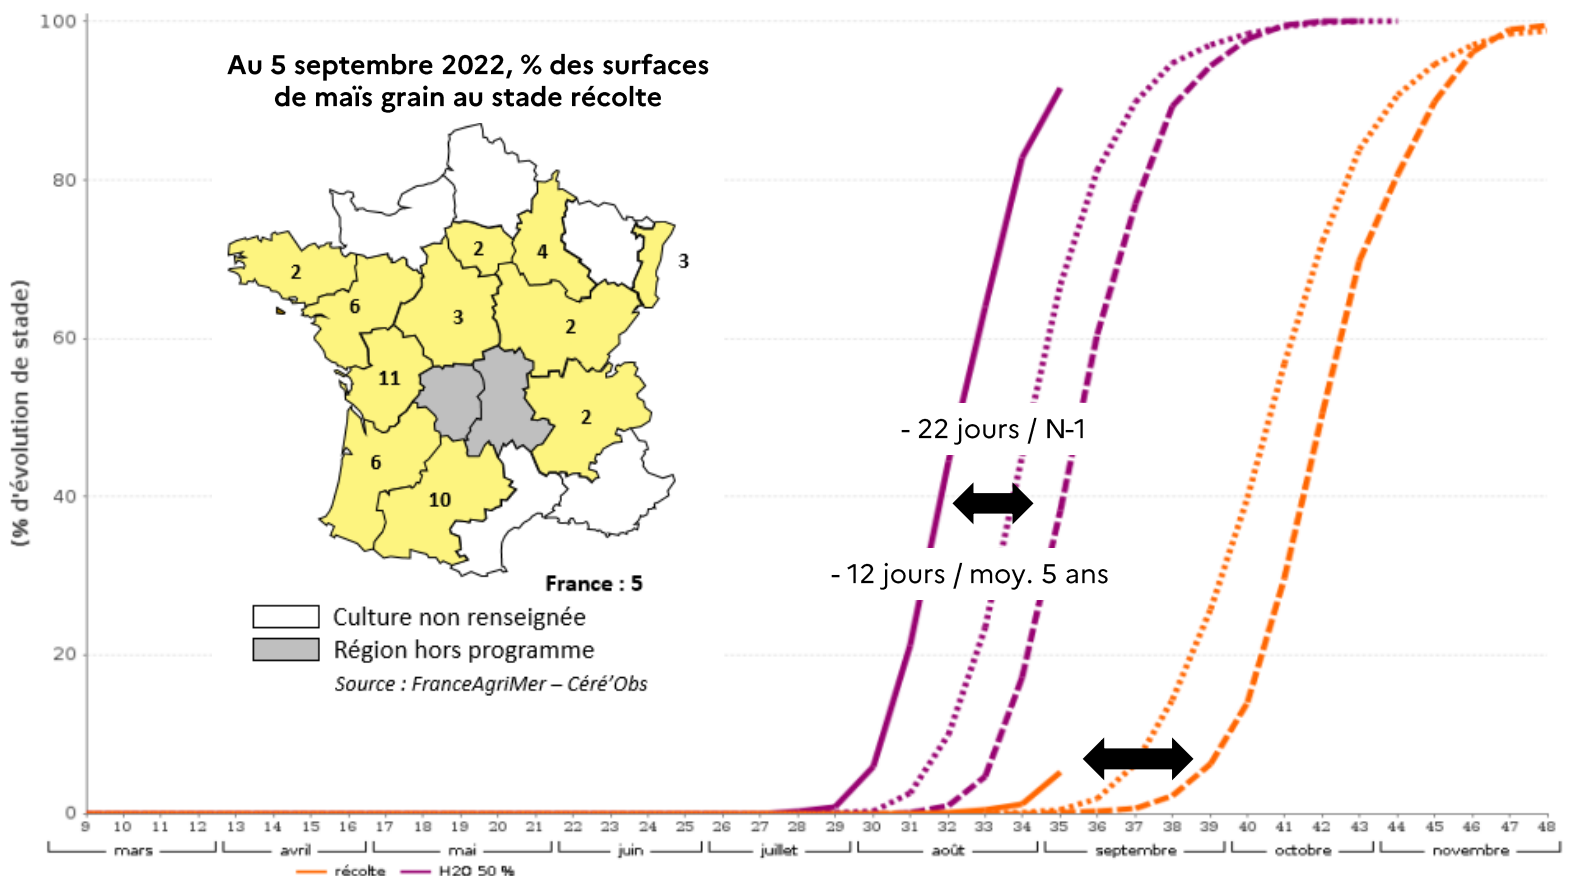 Au 5 septembre 2022, % des surfaces
de maïs grain au stade récolte
(% d'évolution de stade)
100
80
60
40
20
0
2
4
3
2
6
3
2
11
2
6
10
France : 5
Culture non renseignée
Région hors programme
Source : FranceAgriMer – Céré'Obs
- 22 jours / N-1
- 12 jours / moy. 5 ans
9 10 11 12 13 14 15 16 17 18 19 20 21 22 23 24 25 26 27 28 29 30 31 32 33 34 35 36 37 38 39 40 41 42 43 44 45 46 47 48
mars avril mai juin juillet août septembre octobre novembre
récolte H2O 50 %